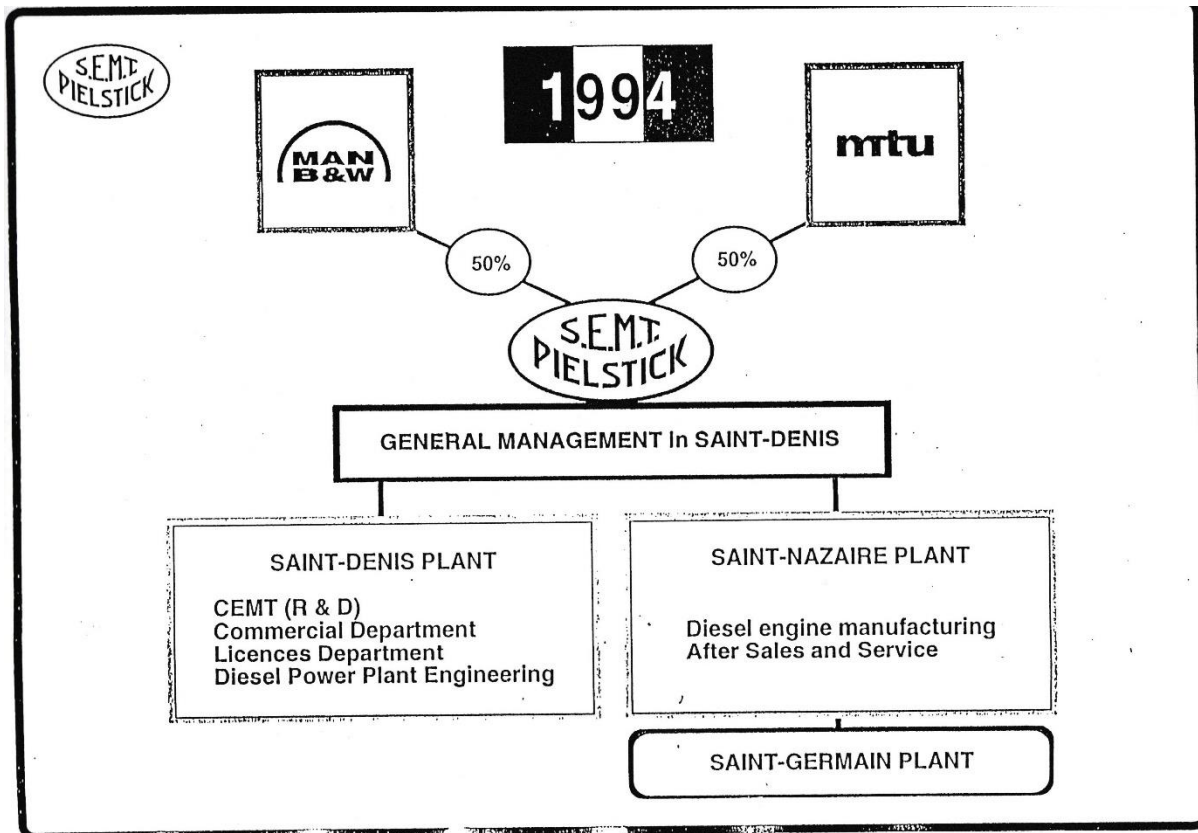 S.E.M.T.
PIELSTICK
1994
MAN
B&W
mtu
50%
50%
S.E.M.T.
PIELSTICK
GENERAL MANAGEMENT in SAINT-DENIS
SAINT-DENIS PLANT
CEMT (R & D)
Commercial Department
Licences Department
Diesel Power Plant Engineering
SAINT-NAZAIRE PLANT
Diesel engine manufacturing
After Sales and Service
SAINT-GERMAIN PLANT